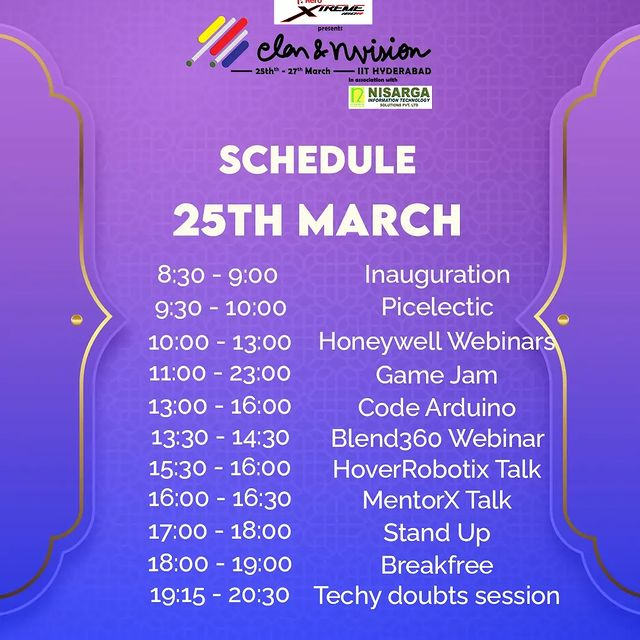 Hero
XTREME
160R
presents
elan & nvision
25thth - 27th March IIT HYDERABAD
In association with
NISARGA
INFORMATION TECHNOLOGY
SOLUTIONS PVT. LTD
SCHEDULE
25TH MARCH
8:30 - 9:00 Inauguration
9:30 - 10:00 Picelectic
10:00 - 13:00 Honeywell Webinars
11:00 - 23:00 Game Jam
13:00 - 16:00 Code Arduino
13:30 - 14:30 Blend360 Webinar
15:30 - 16:00 HoverRobotix Talk
16:00 - 16:30 MentorX Talk
17:00 - 18:00 Stand Up
18:00 - 19:00 Breakfree
19:15 - 20:30 Techy doubts session